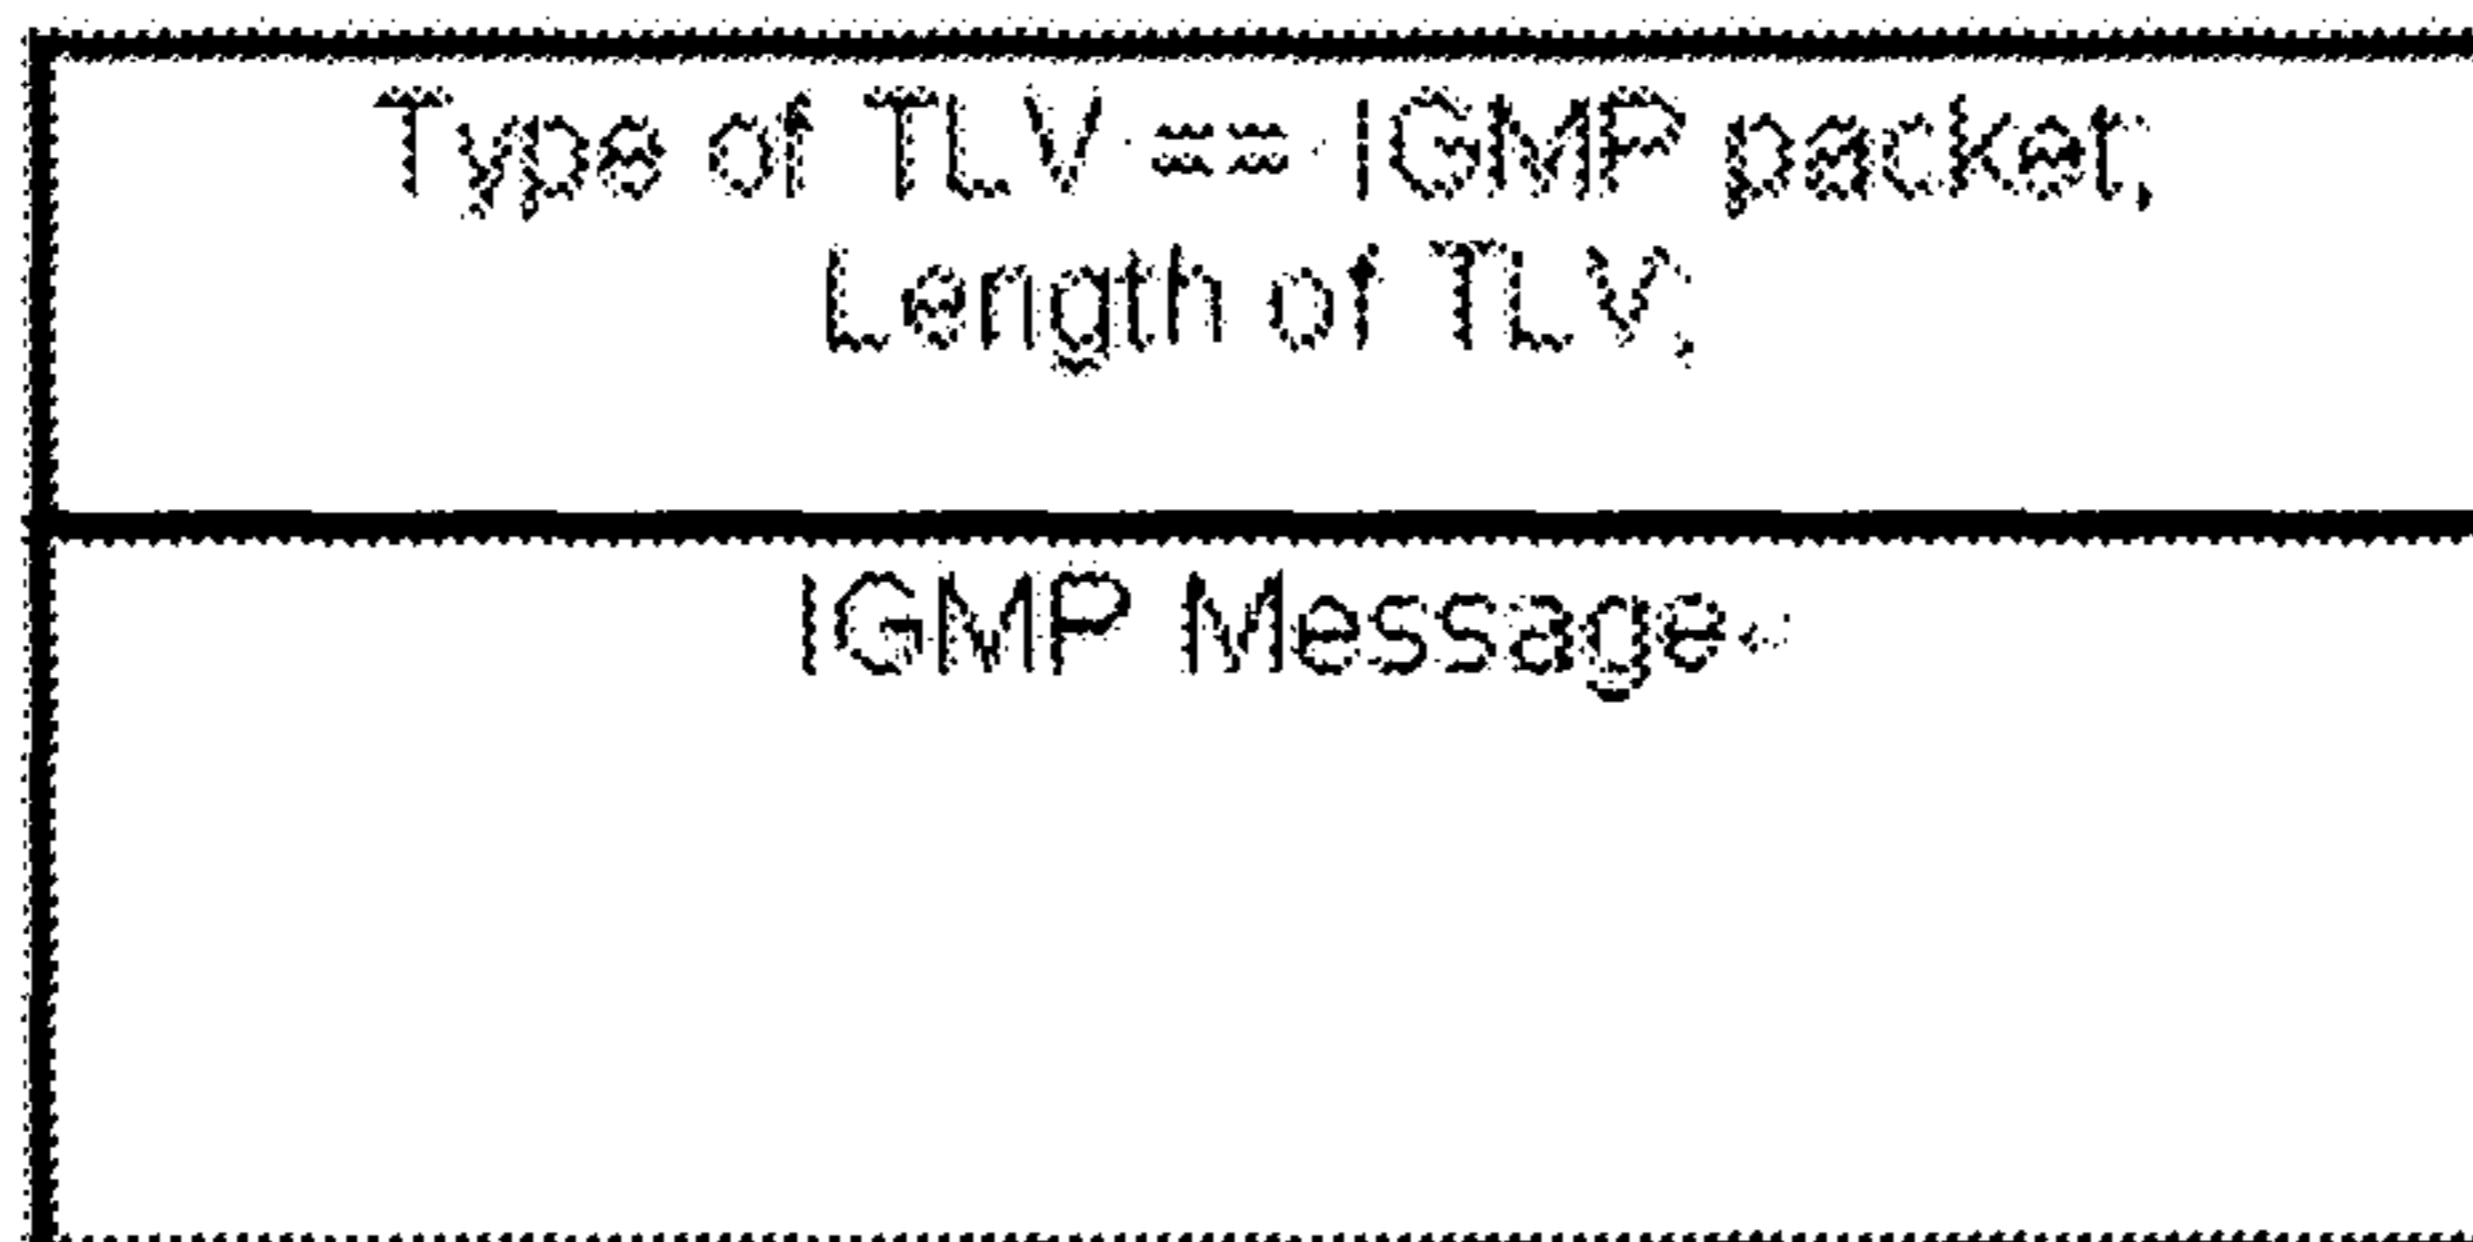 Type of TLV == IGMP packet,
Length of TLV,
IGMP Message